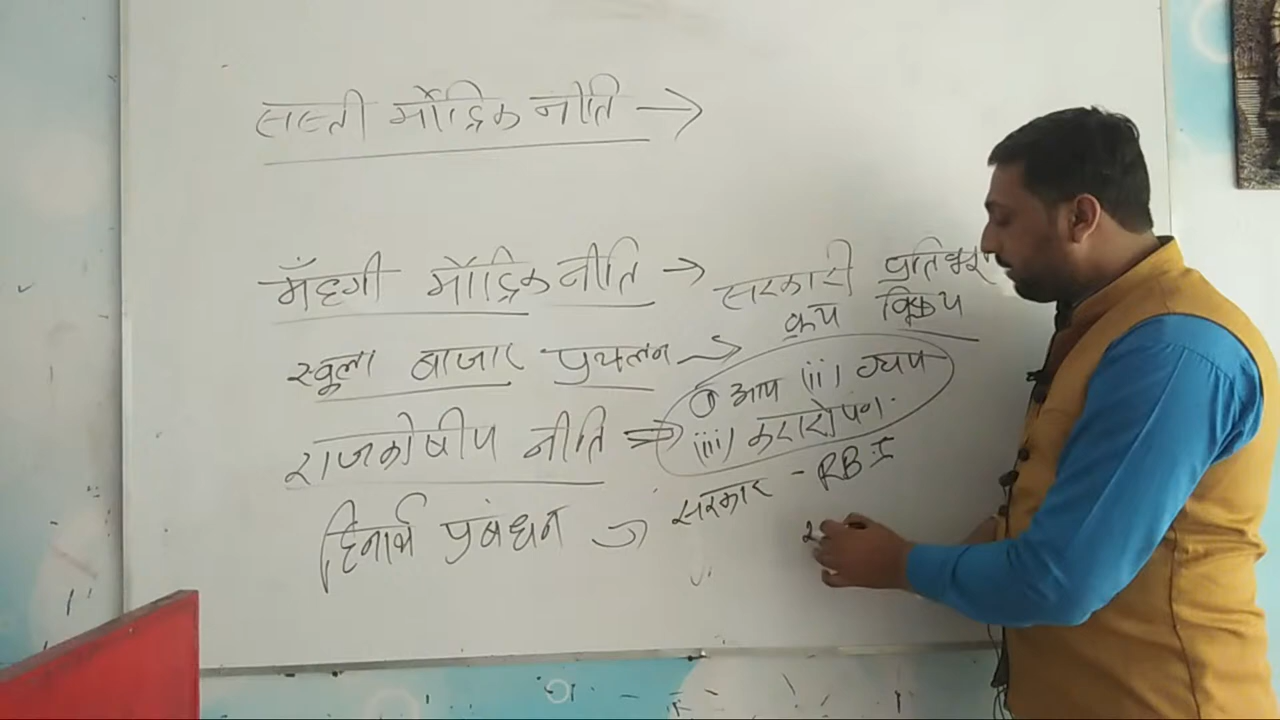 सस्ती मौद्रिक नीति →
मँहगी मौद्रिक नीति → सरकारी प्रतिभूत
क्रय विक्रय
खूला बाजार प्रचलन →
राजकोषीय नीति ⇒ (i) आय (ii) व्यय
(iii) करारोपण.
हिनार्थ प्रबंधन → सरकार - RBI